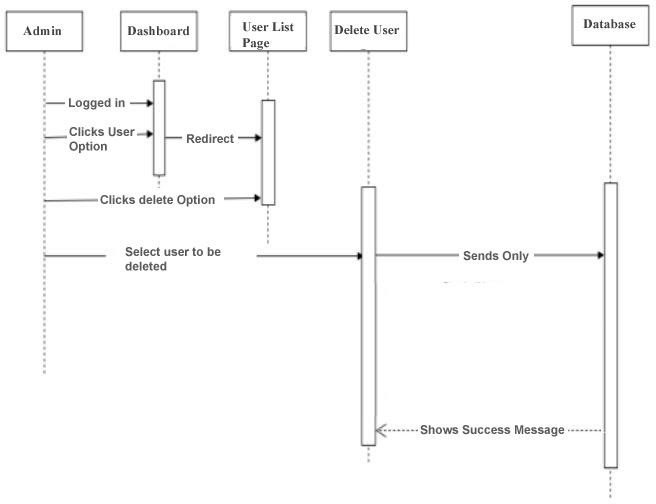 Admin
Dashboard
User List
Page
Delete User
Database
Logged in
Clicks User
Option
Redirect
Clicks delete Option
Select user to be
deleted
Sends Only
Shows Success Message